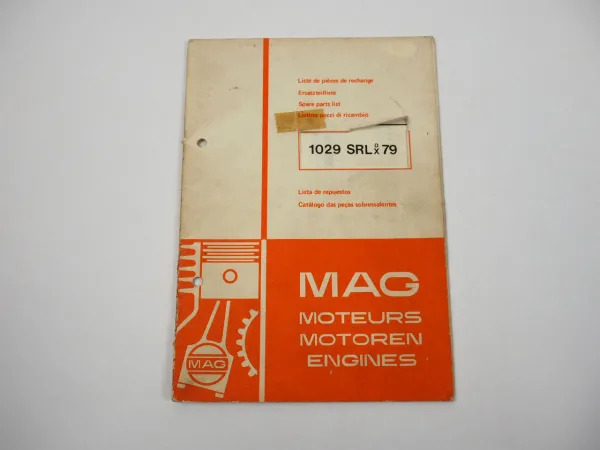 Liste de pièces de rechange
Ersatzteilliste
Spare parts list
Listino pezzi di ricambio
1029 SRL D/X 79
Lista de repuestos
Catálogo das peças sobressalentes
MAG
MOTEURS
MOTOREN
ENGINES
MAG